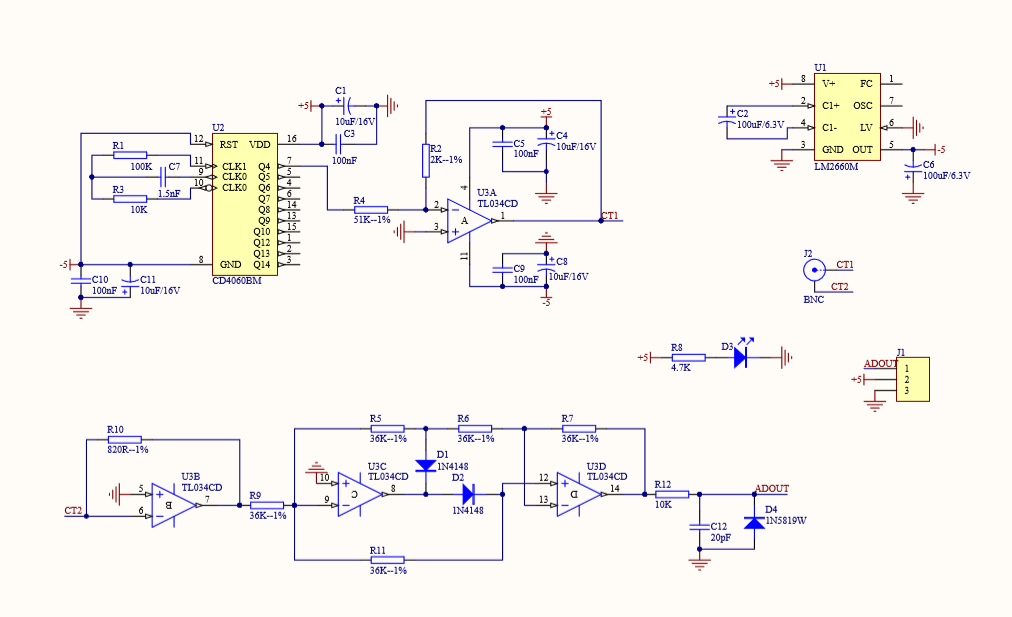 U1
+5 8 V+ FC 1
2 C1+ OSC 7
4 C1- LV 6
3 GND OUT 5 -5
LM2660M
C2
100uF/6.3V
C6
100uF/6.3V
C1
+5
10uF/16V
C3
100nF
U2
12 RST VDD 16
11 CLK1 Q4 7
9 CLK0 Q5 5
10 CLK0 Q6 4
Q7 6
Q8 14
Q9 13
Q10 15
Q12 1
Q13 2
8 GND Q14 3
CD4060BM
R1
100K
C7
1.5nF
R3
10K
-5
C10
100nF
C11
10uF/16V
R2
2K--1%
R4
51K--1%
+5
C5
100nF
C4
10uF/16V
U3A
TL034CD
4
2
A
1
3
11
CT1
C9
100nF
C8
10uF/16V
-5
J2
CT1
CT2
BNC
+5
R8
4.7K
D3
J1
ADOUT 1
+5 2
3
R10
820R--1%
U3B
TL034CD
5
B
7
6
CT2
R9
36K--1%
R5
36K--1%
R6
36K--1%
R7
36K--1%
U3C
TL034CD
10
C
8
9
D1
1N4148
D2
1N4148
R11
36K--1%
U3D
TL034CD
12
D
14
13
R12
10K
ADOUT
C12
20pF
D4
1N5819W